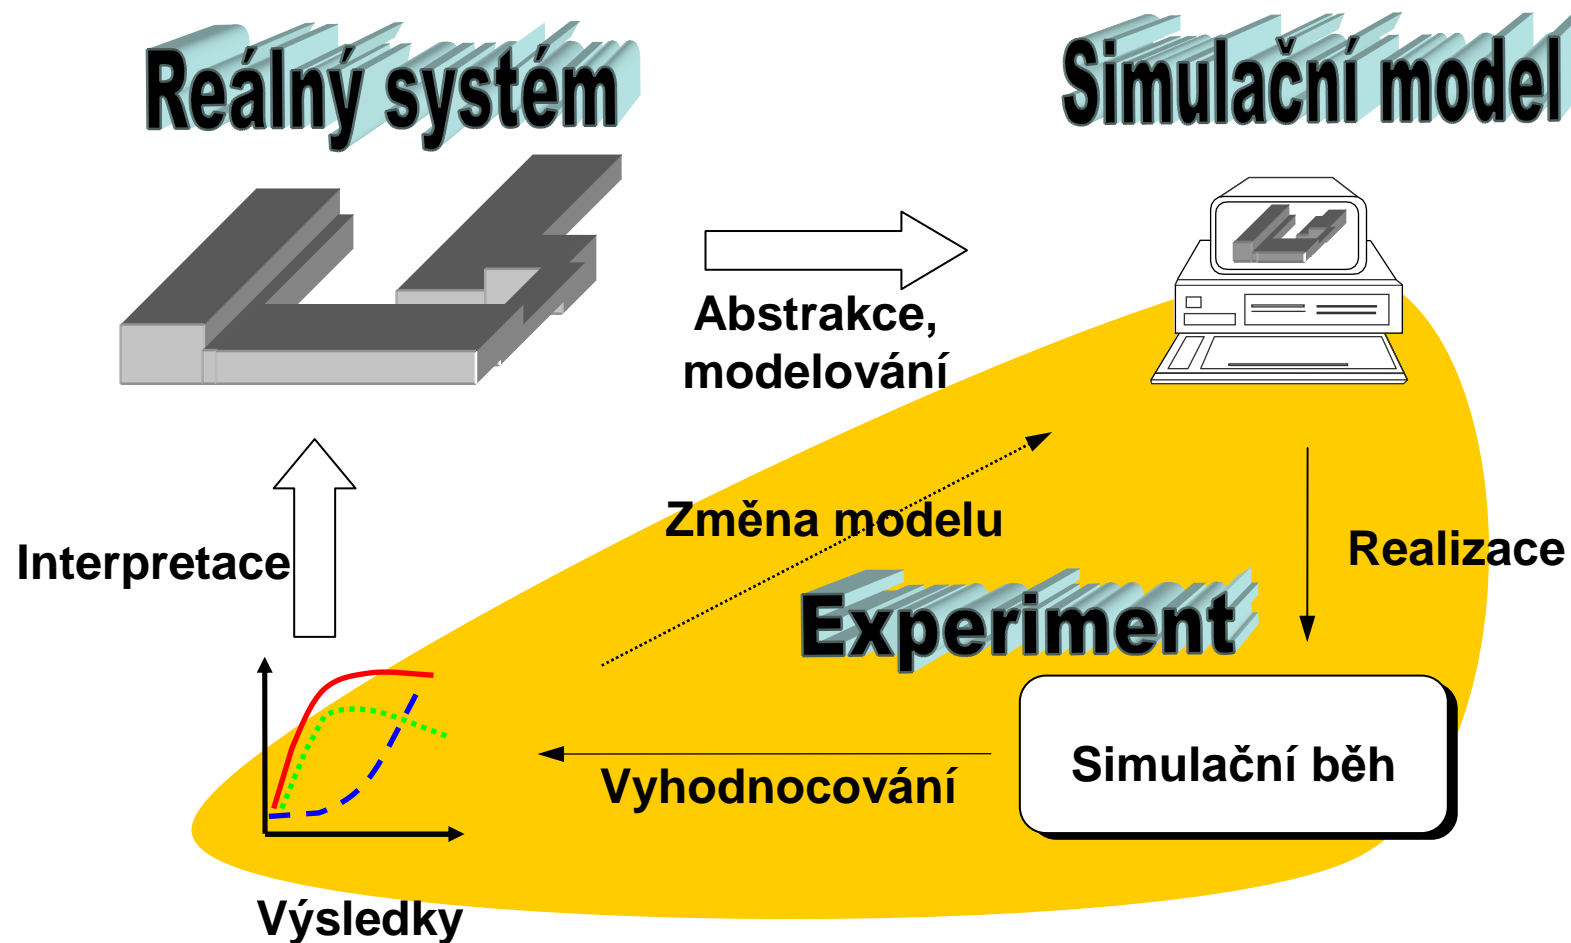 Reálný systém
Simulační model
Abstrakce,
modelování
Změna modelu
Interpretace
Realizace
Experiment
Simulační běh
Vyhodnocování
Výsledky